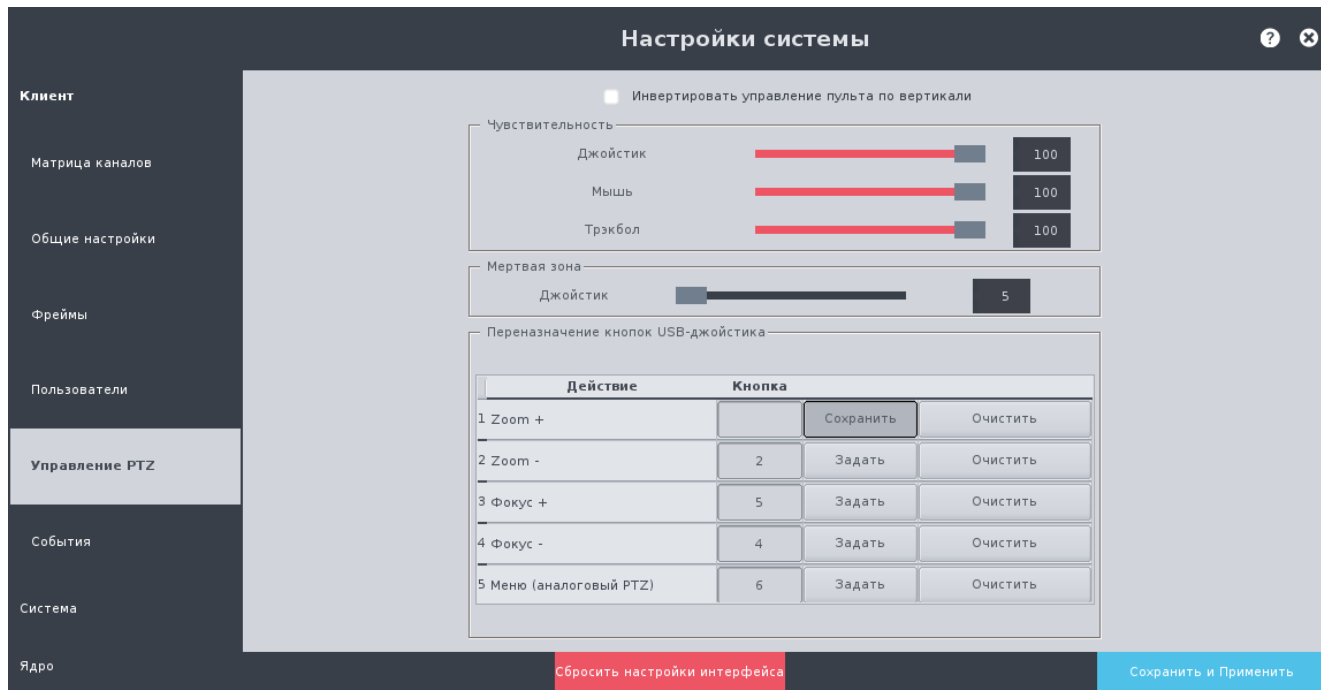 Настройки системы
?
Клиент
Матрица каналов
Общие настройки
Фреймы
Пользователи
Управление PTZ
События
Система
Ядро
Инвертировать управление пульта по вертикали
Чувствительность
Джойстик 100
Мышь 100
Трэкбол 100
Мертвая зона
Джойстик 5
Переназначение кнопок USB-джойстика
Действие Кнопка
1 Zoom + Сохранить Очистить
2 Zoom - 2 Задать Очистить
3 Фокус + 5 Задать Очистить
4 Фокус - 4 Задать Очистить
5 Меню (аналоговый PTZ) 6 Задать Очистить
Сбросить настройки интерфейса
Сохранить и Применить